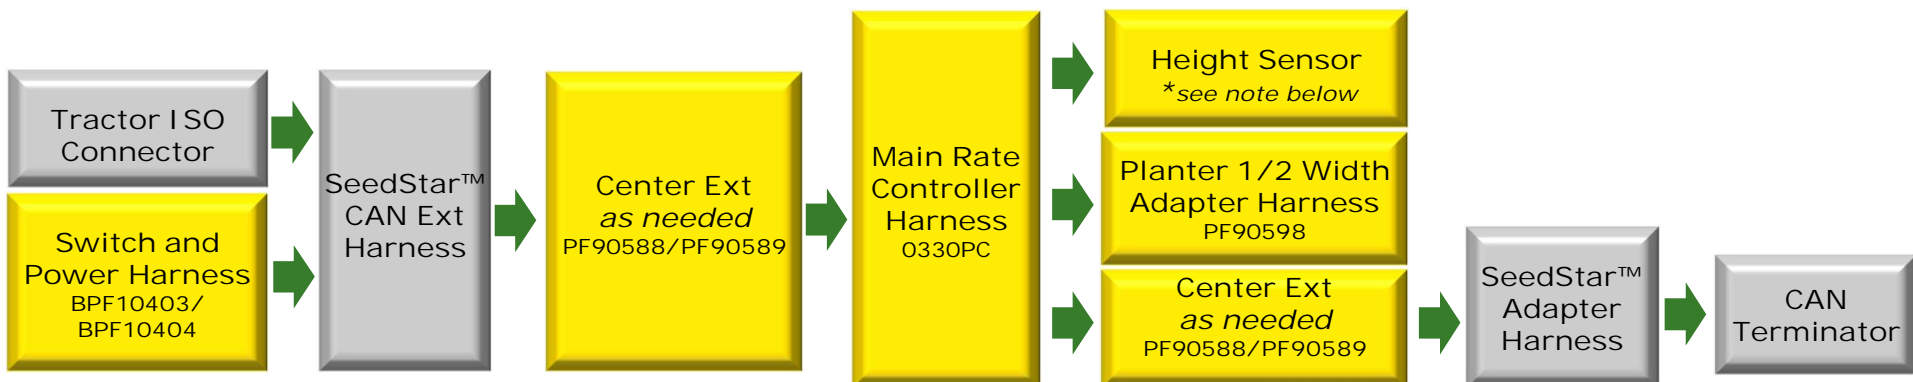 Tractor ISO
Connector
Switch and
Power Harness
BPF10403/
BPF10404
SeedStar™
CAN Ext
Harness
Center Ext
as needed
PF90588/PF90589
Main Rate
Controller
Harness
0330PC
Height Sensor
*see note below
Planter 1/2 Width
Adapter Harness
PF90598
Center Ext
as needed
PF90588/PF90589
SeedStar™
Adapter
Harness
CAN
Terminator